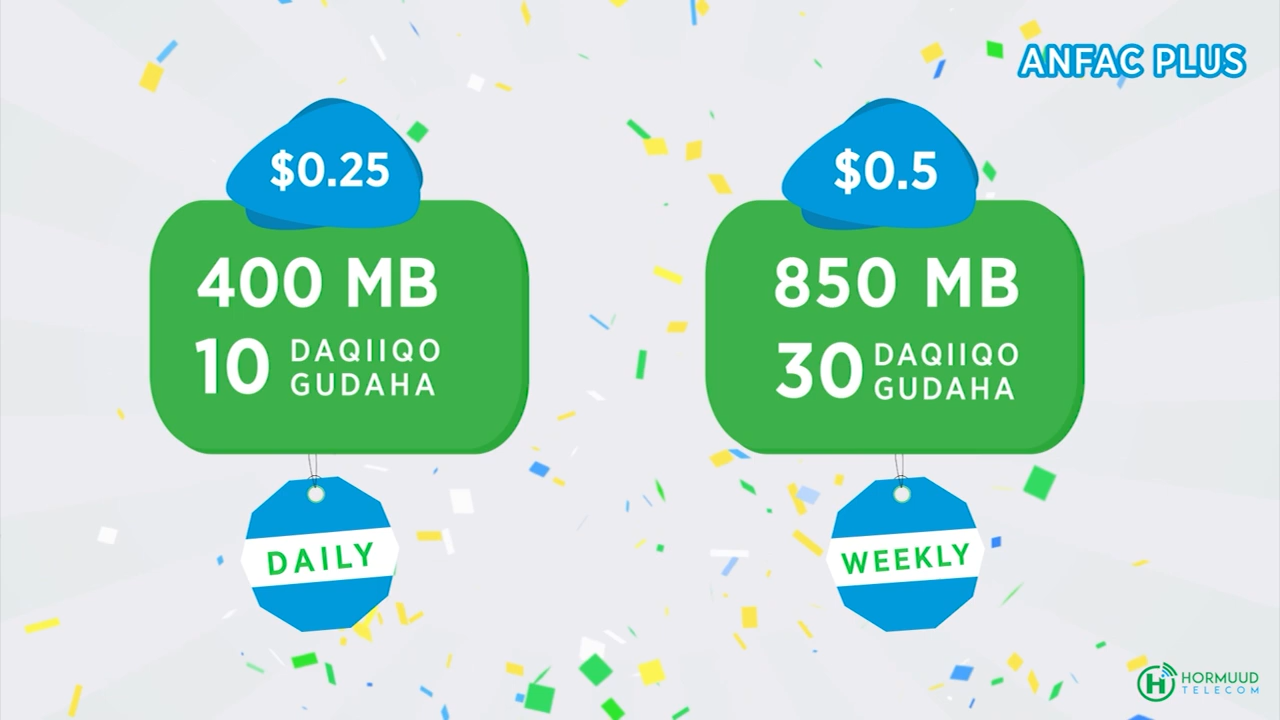 ANFAC PLUS
$0.25
400 MB
10 DAQIIQO
GUDAHA
DAILY
$0.5
850 MB
30 DAQIIQO
GUDAHA
WEEKLY
HORMUUD
TELECOM